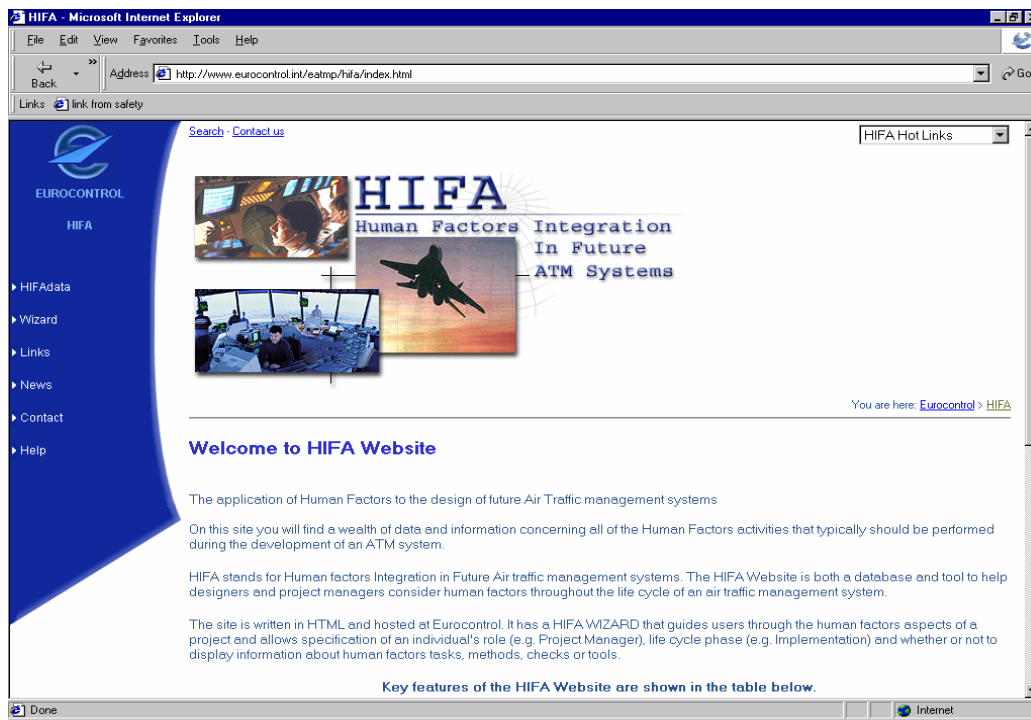 HIFA - Microsoft Internet Explorer
File Edit View Favorites Tools Help
Back
»
Address http://www.eurocontrol.int/eatmp/hifa/index.html
Go
Links link from safety
Search - Contact us
HIFA Hot Links
EUROCONTROL
HIFA
HIFAdata
Wizard
Links
News
Contact
Help
HIFA
Human Factors Integration
In Future
ATM Systems
You are here: Eurocontrol > HIFA
Welcome to HIFA Website
The application of Human Factors to the design of future Air Traffic management systems
On this site you will find a wealth of data and information concerning all of the Human Factors activities that typically should be performed
during the development of an ATM system.
HIFA stands for Human factors Integration in Future Air traffic management systems. The HIFA Website is both a database and tool to help
designers and project managers consider human factors throughout the life cycle of an air traffic management system.
The site is written in HTML and hosted at Eurocontrol. It has a HIFA WIZARD that guides users through the human factors aspects of a
project and allows specification of an individual's role (e.g. Project Manager), life cycle phase (e.g. Implementation) and whether or not to
display information about human factors tasks, methods, checks or tools.
Key features of the HIFA Website are shown in the table below.
Done
Internet